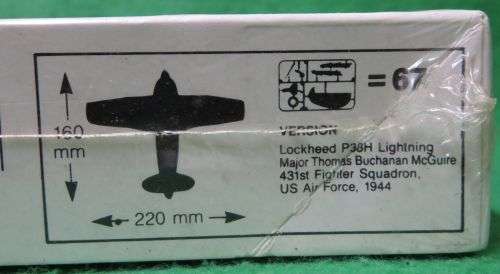 160
mm
220 mm
= 67
VERSION
Lockheed P38H Lightning
Major Thomas Buchanan McGuire
431st Fighter Squadron,
US Air Force, 1944